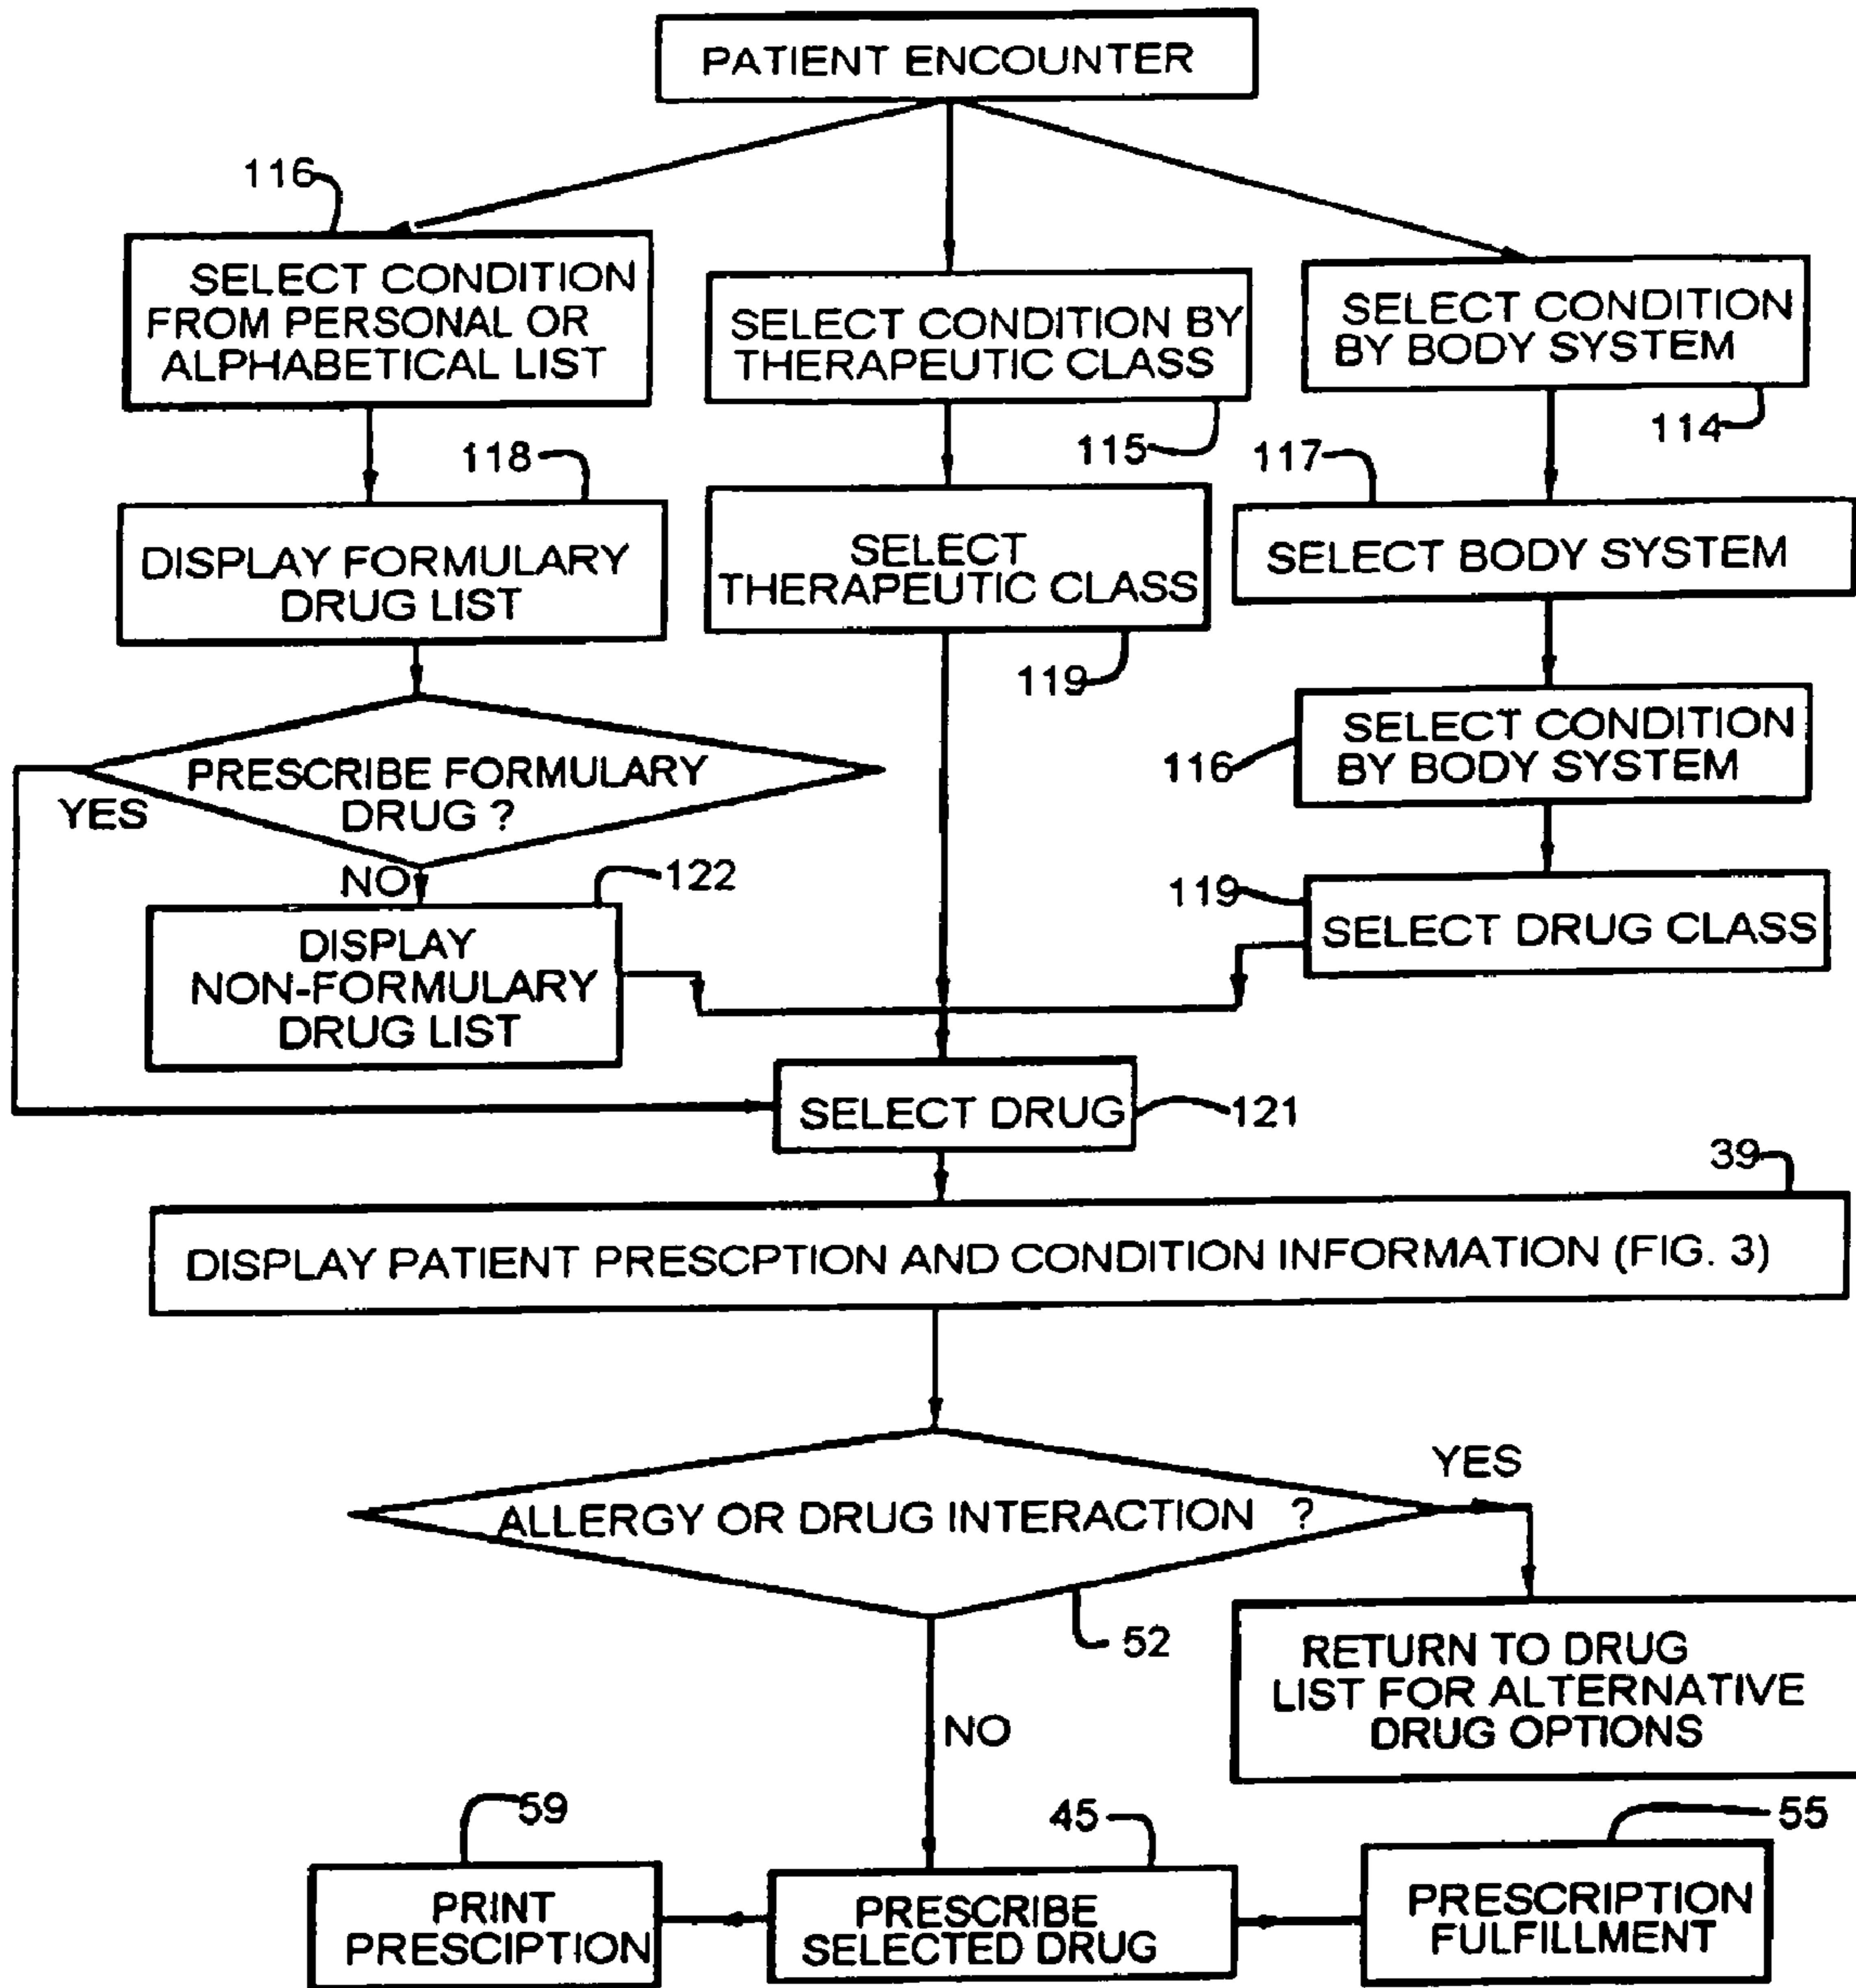 PATIENT ENCOUNTER
116
SELECT CONDITION
FROM PERSONAL OR
ALPHABETICAL LIST
SELECT CONDITION BY
THERAPEUTIC CLASS
115
SELECT CONDITION
BY BODY SYSTEM
114
118
DISPLAY FORMULARY
DRUG LIST
SELECT
THERAPEUTIC CLASS
119
117
SELECT BODY SYSTEM
PRESCRIBE FORMULARY
DRUG ?
YES
NO
116
SELECT CONDITION
BY BODY SYSTEM
122
DISPLAY
NON-FORMULARY
DRUG LIST
119
SELECT DRUG CLASS
SELECT DRUG
121
39
DISPLAY PATIENT PRESCPTION AND CONDITION INFORMATION (FIG. 3)
ALLERGY OR DRUG INTERACTION ?
YES
52
RETURN TO DRUG
LIST FOR ALTERNATIVE
DRUG OPTIONS
NO
59
PRINT
PRESCIPTION
45
PRESCRIBE
SELECTED DRUG
55
PRESCRIPTION
FULFILLMENT